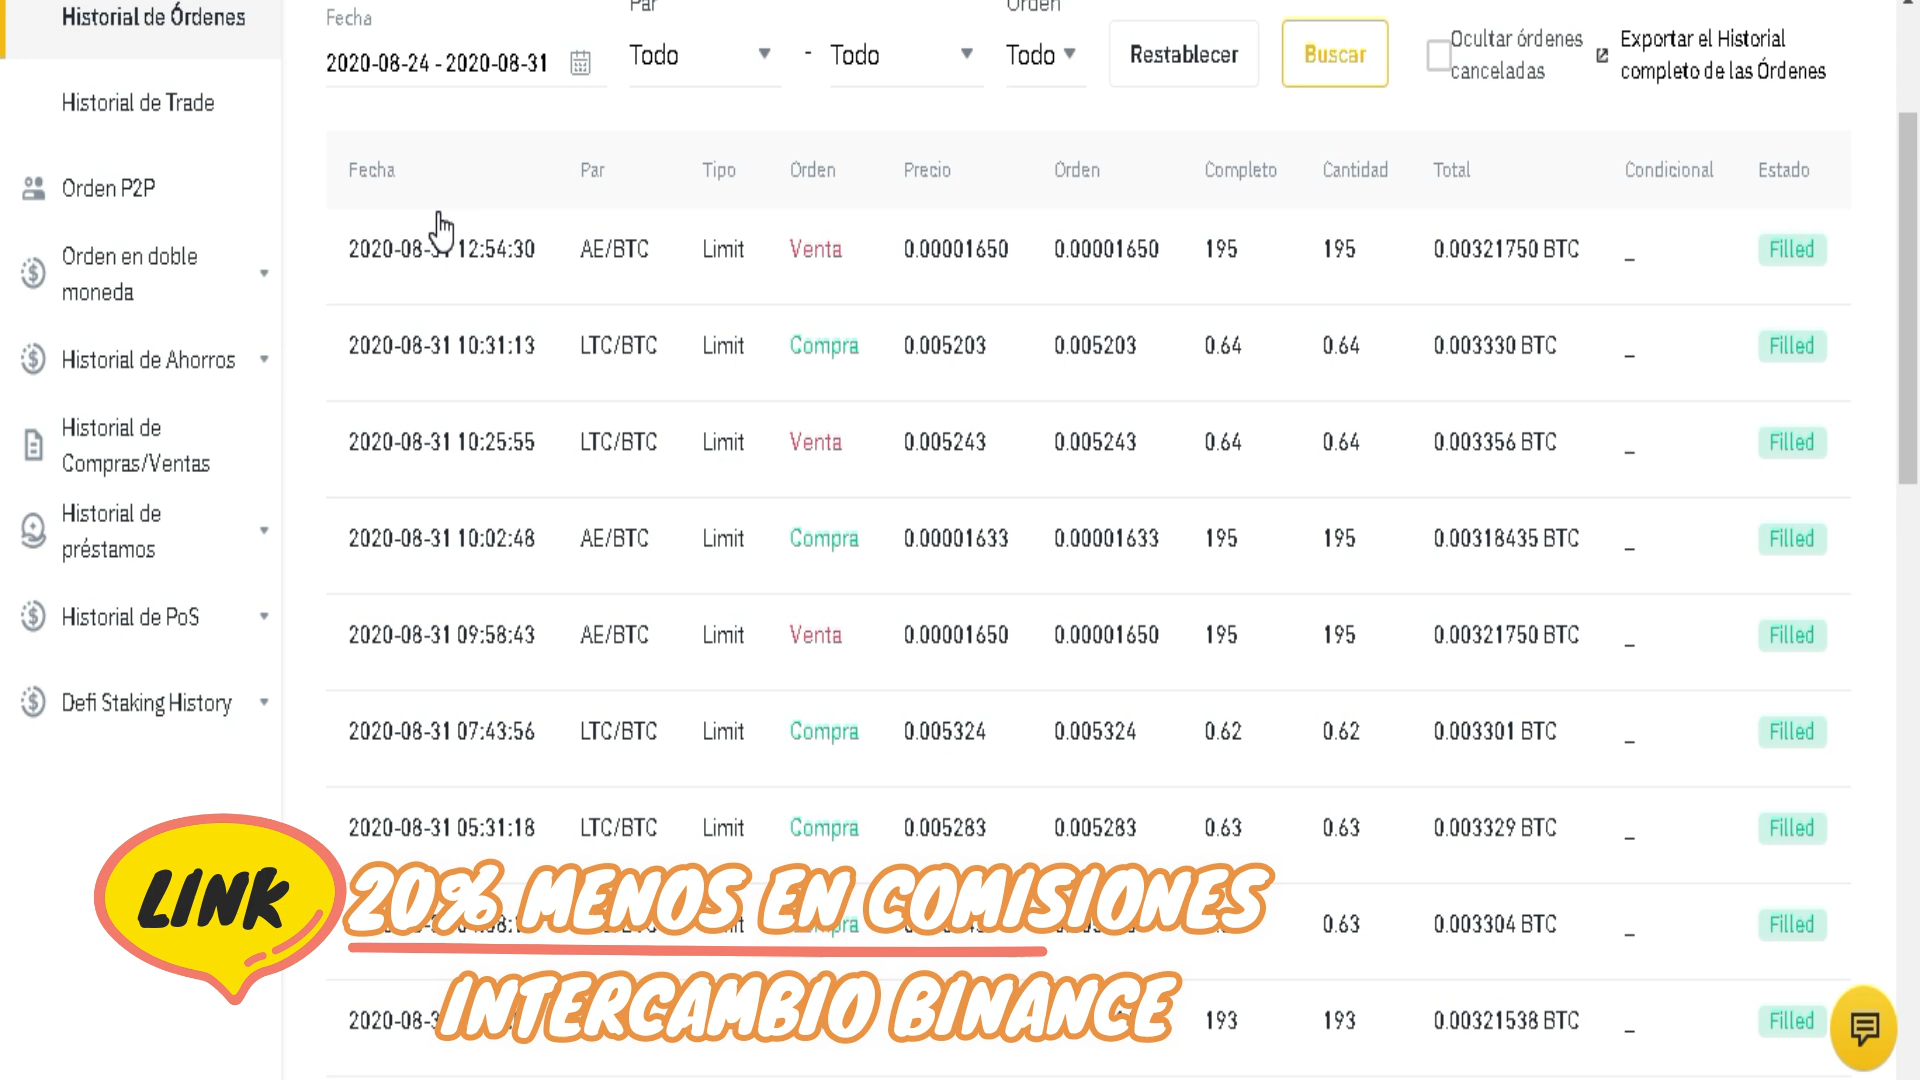 Historial de Órdenes
Historial de Trade
Orden P2P
Orden en doble
moneda
Historial de Ahorros
Historial de
Compras/Ventas
Historial de
préstamos
Historial de PoS
Defi Staking History
Fecha Par Orden
2020-08-24 - 2020-08-31 Todo - Todo Todo Restablecer Buscar
Ocultar órdenes
canceladas
Exportar el Historial
completo de las Órdenes
Fecha Par Tipo Orden Precio Orden Completo Cantidad Total Condicional Estado
2020-08-31 12:54:30 AE/BTC Limit Venta 0.00001650 0.00001650 195 195 0.00321750 BTC _ Filled
2020-08-31 10:31:13 LTC/BTC Limit Compra 0.005203 0.005203 0.64 0.64 0.003330 BTC _ Filled
2020-08-31 10:25:55 LTC/BTC Limit Venta 0.005243 0.005243 0.64 0.64 0.003356 BTC _ Filled
2020-08-31 10:02:48 AE/BTC Limit Compra 0.00001633 0.00001633 195 195 0.00318435 BTC _ Filled
2020-08-31 09:58:43 AE/BTC Limit Venta 0.00001650 0.00001650 195 195 0.00321750 BTC _ Filled
2020-08-31 07:43:56 LTC/BTC Limit Compra 0.005324 0.005324 0.62 0.62 0.003301 BTC _ Filled
2020-08-31 05:31:18 LTC/BTC Limit Compra 0.005283 0.005283 0.63 0.63 0.003329 BTC _ Filled
0.63 0.003304 BTC _ Filled
193 193 0.00321538 BTC _ Filled
LINK
20% MENOS EN COMISIONES
INTERCAMBIO BINANCE